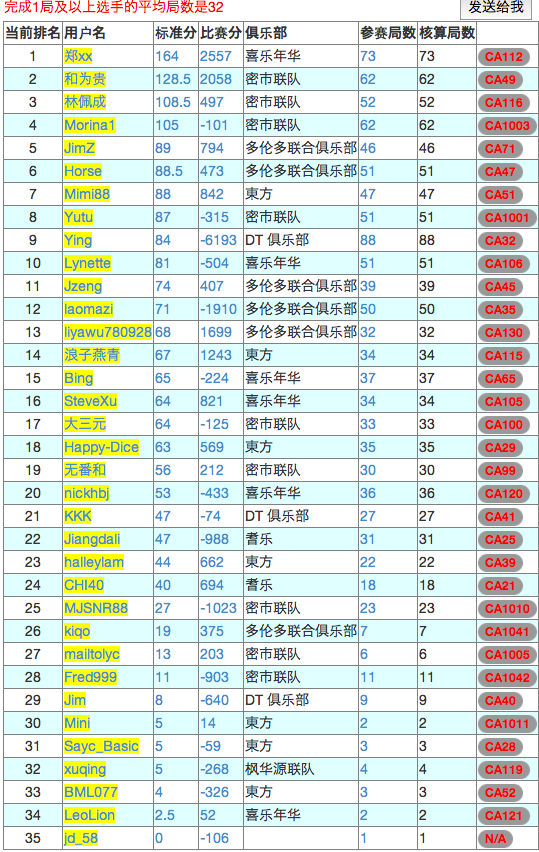 完成1局及以上选手的平均局数是32
发送给我
当前排名 用户名 标准分 比赛分 俱乐部 参赛局数 核算局数
1 郑xx 164 2557 喜乐年华 73 73 CA112
2 和为贵 128.5 2058 密市联队 62 62 CA49
3 林佩成 108.5 497 密市联队 52 52 CA116
4 Morina1 105 -101 密市联队 62 62 CA1003
5 JimZ 89 794 多伦多联合俱乐部 46 46 CA71
6 Horse 88.5 473 多伦多联合俱乐部 51 51 CA47
7 Mimi88 88 842 東方 47 47 CA51
8 Yutu 87 -315 密市联队 51 51 CA1001
9 Ying 84 -6193 DT 俱乐部 88 88 CA32
10 Lynette 81 -504 喜乐年华 51 51 CA106
11 Jzeng 74 407 多伦多联合俱乐部 39 39 CA45
12 laomazi 71 -1910 多伦多联合俱乐部 50 50 CA35
13 liyawu780928 68 1699 多伦多联合俱乐部 32 32 CA130
14 浪子燕青 67 1243 東方 34 34 CA115
15 Bing 65 -224 喜乐年华 37 37 CA65
16 SteveXu 64 821 喜乐年华 34 34 CA105
17 大三元 64 -125 密市联队 33 33 CA100
18 Happy-Dice 63 569 東方 35 35 CA29
19 无番和 56 212 密市联队 30 30 CA99
20 nickhbj 53 -433 喜乐年华 36 36 CA120
21 KKK 47 -74 DT 俱乐部 27 27 CA41
22 Jiangdali 47 -988 耆乐 31 31 CA25
23 halleylam 44 662 東方 22 22 CA39
24 CHI40 40 694 耆乐 18 18 CA21
25 MJSNR88 27 -1023 密市联队 23 23 CA1010
26 kiqo 19 375 多伦多联合俱乐部 7 7 CA1041
27 mailtolyc 13 203 密市联队 6 6 CA1005
28 Fred999 11 -903 密市联队 11 11 CA1042
29 Jim 8 -640 DT 俱乐部 9 9 CA40
30 Mini 5 14 東方 2 2 CA1011
31 Sayc_Basic 5 -59 東方 3 3 CA28
32 xuqing 5 -268 枫华源联队 4 4 CA119
33 BML077 4 -326 東方 3 3 CA52
34 LeoLion 2.5 52 喜乐年华 2 2 CA121
35 jd_58 0 -106 1 1 N/A